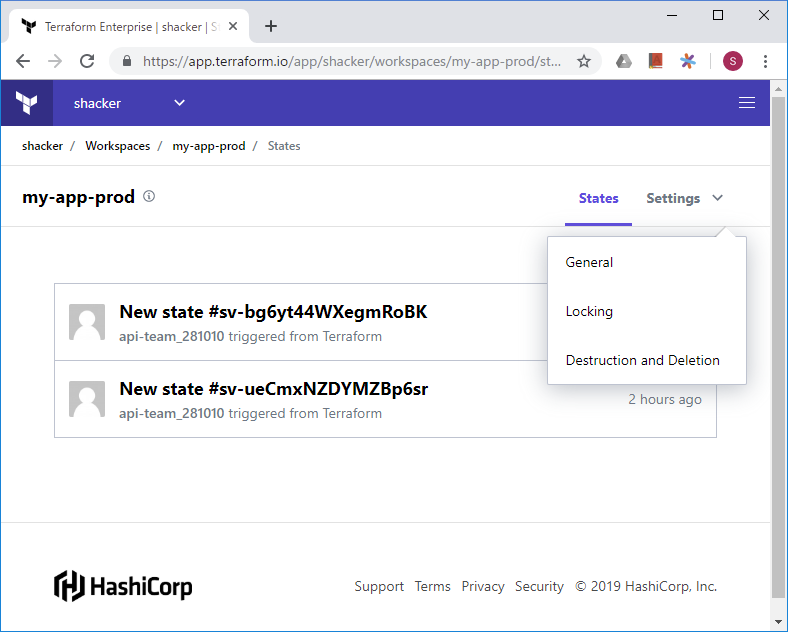 Terraform Enterprise | shacker | S
https://app.terraform.io/app/shacker/workspaces/my-app-prod/st...
S
shacker
shacker / Workspaces / my-app-prod / States
my-app-prod
States Settings
General
Locking
Destruction and Deletion
New state #sv-bg6yt44WXegmRoBK
api-team_281010 triggered from Terraform
New state #sv-ueCmxNZDYMZBp6sr
api-team_281010 triggered from Terraform
2 hours ago
HashiCorp
Support Terms Privacy Security © 2019 HashiCorp, Inc.